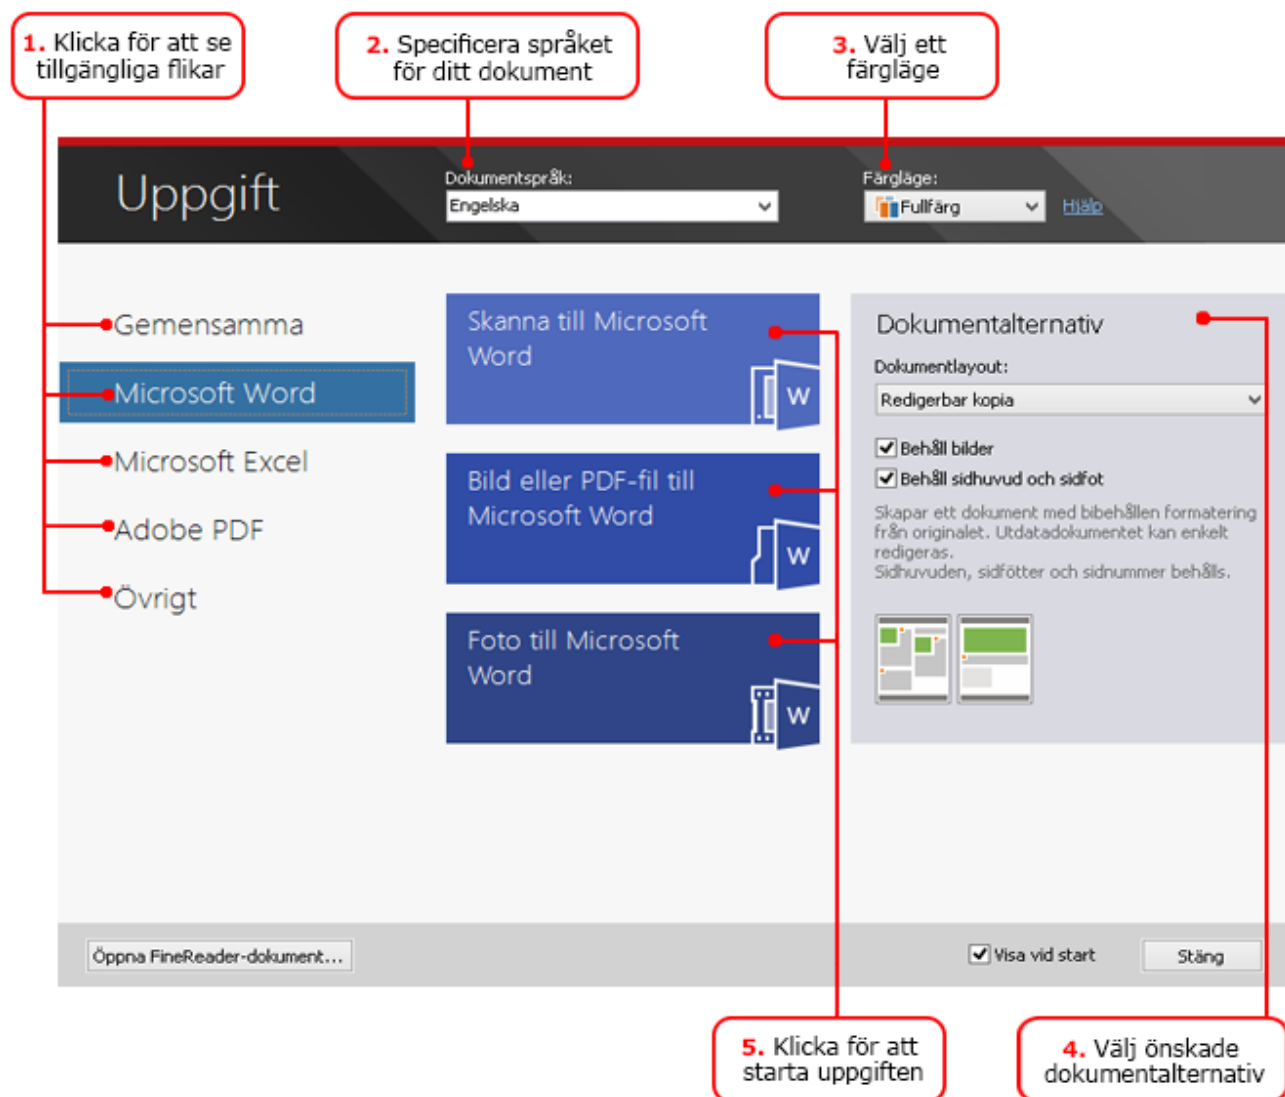 1. Klicka för att se
tillgängliga flikar
2. Specificera språket
för ditt dokument
3. Välj ett
färgläge
Uppgift
Dokumentspråk:
Engelska
Färgläge:
Fullfärg
Hjälp
Gemensamma
Microsoft Word
Microsoft Excel
Adobe PDF
Övrigt
Skanna till Microsoft
Word
W
Bild eller PDF-fil till
Microsoft Word
W
Foto till Microsoft
Word
W
Dokumentalternativ
Dokumentlayout:
Redigerbar kopia
Behåll bilder
Behåll sidhuvud och sidfot
Skapar ett dokument med bibehållen formatering
från originalet. Utdatadokumentet kan enkelt
redigeras.
Sidhuvuden, sidfötter och sidnummer behålls.
Öppna FineReader-dokument...
Visa vid start
Stäng
5. Klicka för att
starta uppgiften
4. Välj önskade
dokumentalternativ